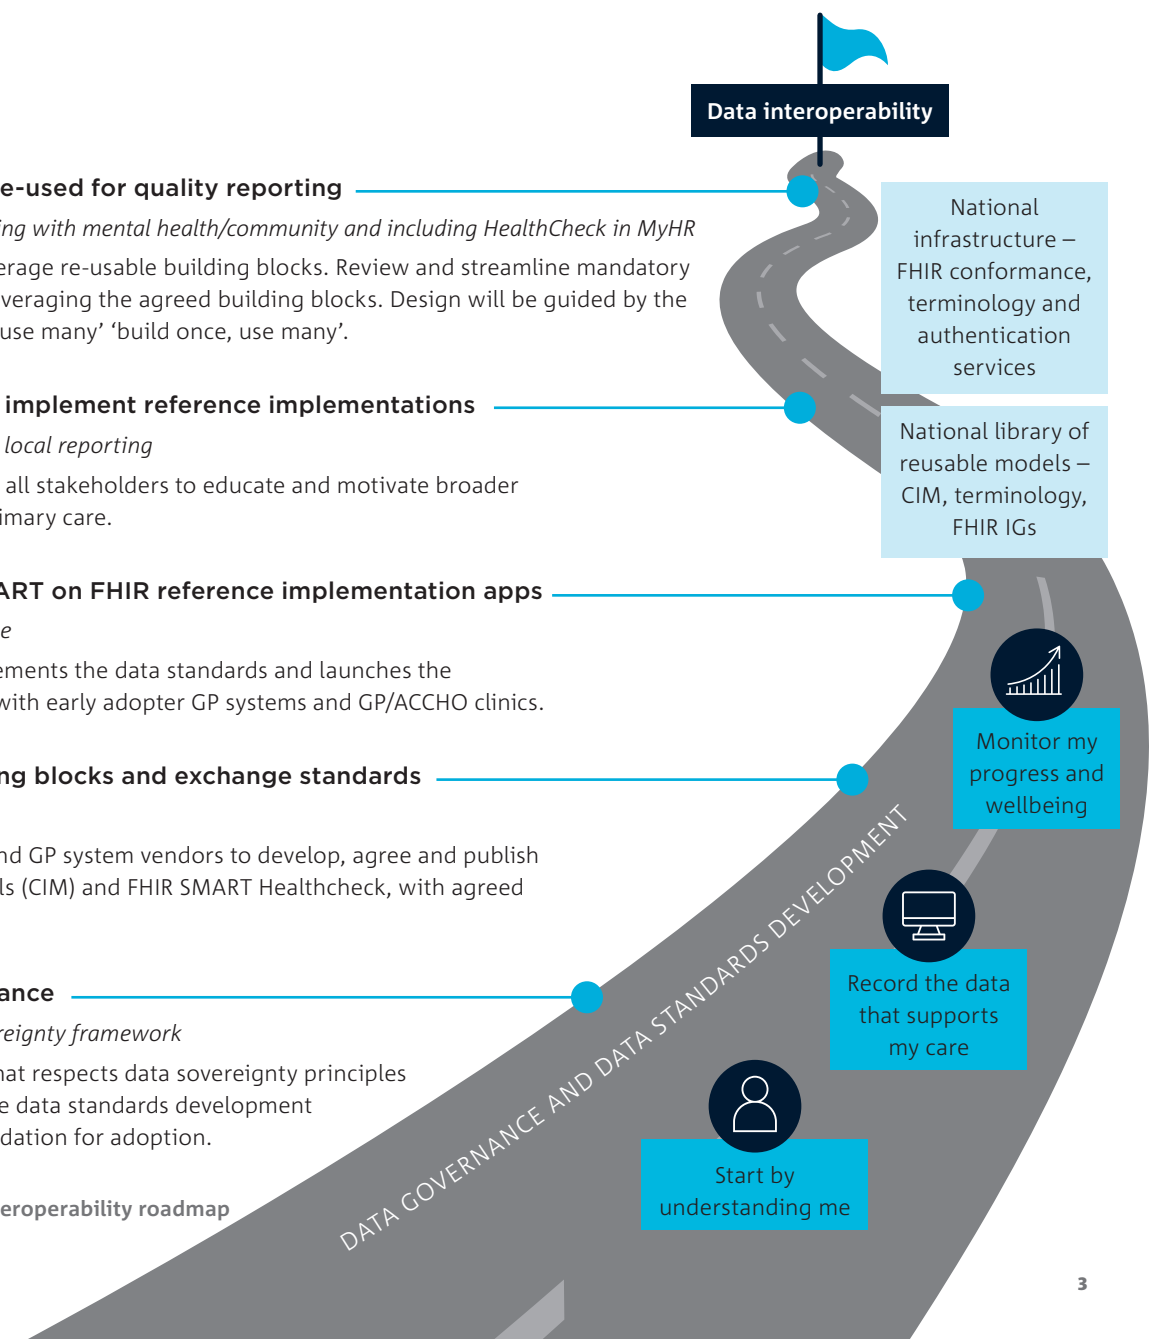 Data interoperability
e-used for quality reporting
ing with mental health/community and including HealthCheck in MyHR
erage re-usable building blocks. Review and streamline mandatory
veraging the agreed building blocks. Design will be guided by the
use many’ ‘build once, use many’.
National
infrastructure –
FHIR conformance,
terminology and
authentication
services
implement reference implementations
local reporting
all stakeholders to educate and motivate broader
imary care.
National library of
reusable models –
CIM, terminology,
FHIR IGs
ART on FHIR reference implementation apps
e
ements the data standards and launches the
with early adopter GP systems and GP/ACCHO clinics.
Monitor my
progress and
wellbeing
ng blocks and exchange standards
nd GP system vendors to develop, agree and publish
ls (CIM) and FHIR SMART Healthcheck, with agreed
Record the data
that supports
my care
ance
reignty framework
hat respects data sovereignty principles
e data standards development
dation for adoption.
DATA GOVERNANCE AND DATA STANDARDS DEVELOPMENT
Start by
understanding me
eroperability roadmap
3